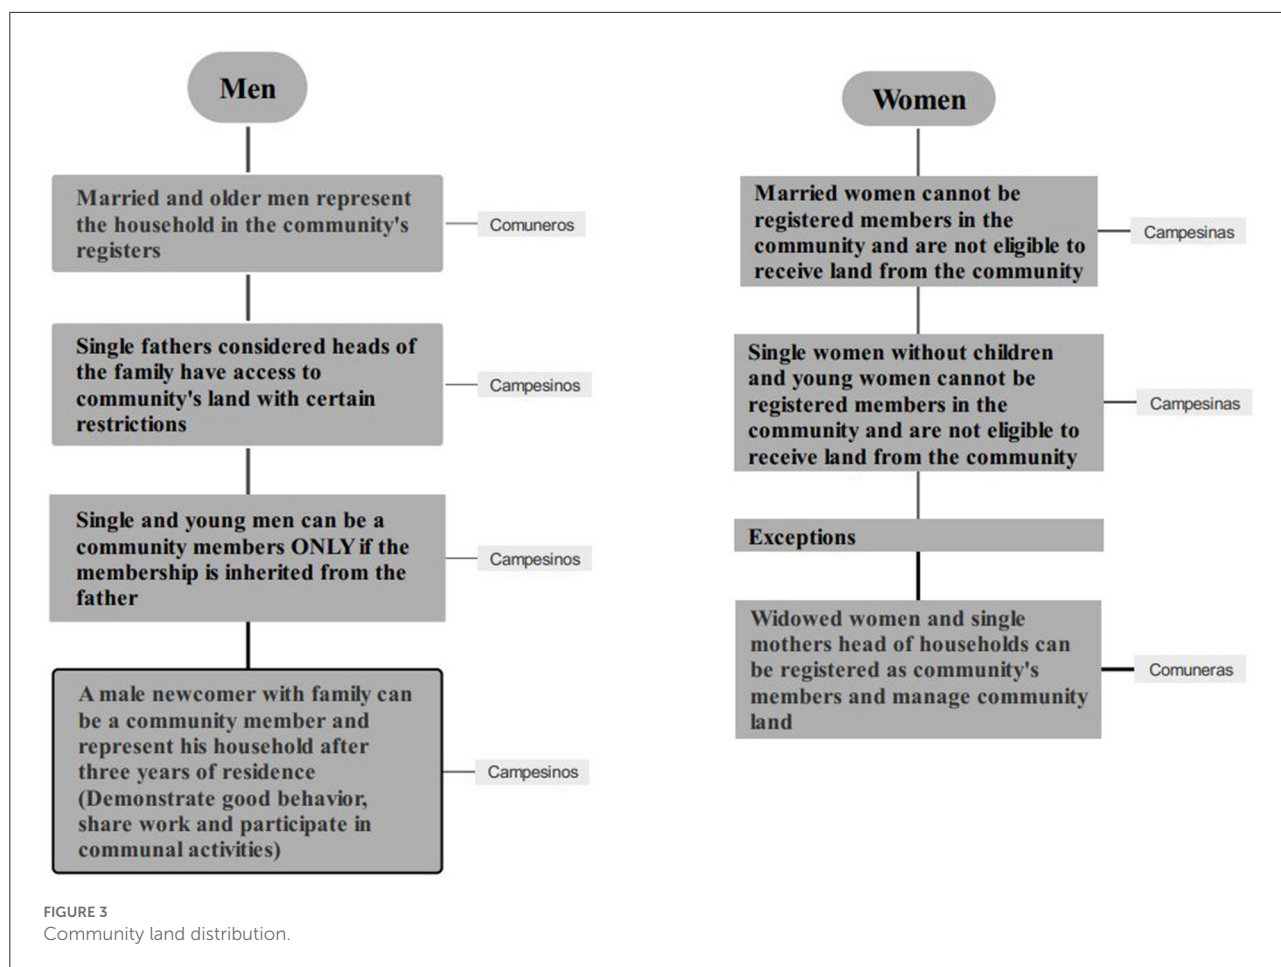 Men
Married and older men represent
the household in the community's
registers
Comuneros
Single fathers considered heads of
the family have access to
community's land with certain
restrictions
Campesinos
Single and young men can be a
community members ONLY if the
membership is inherited from the
father
Campesinos
A male newcomer with family can
be a community member and
represent his household after
three years of residence
(Demonstrate good behavior,
share work and participate in
communal activities)
Campesinos
Women
Married women cannot be
registered members in the
community and are not eligible to
receive land from the community
Campesinas
Single women without children
and young women cannot be
registered members in the
community and are not eligible to
receive land from the community
Campesinas
Exceptions
Widowed women and single
mothers head of households can
be registered as community's
members and manage community
land
Comuneras
FIGURE 3
Community land distribution.